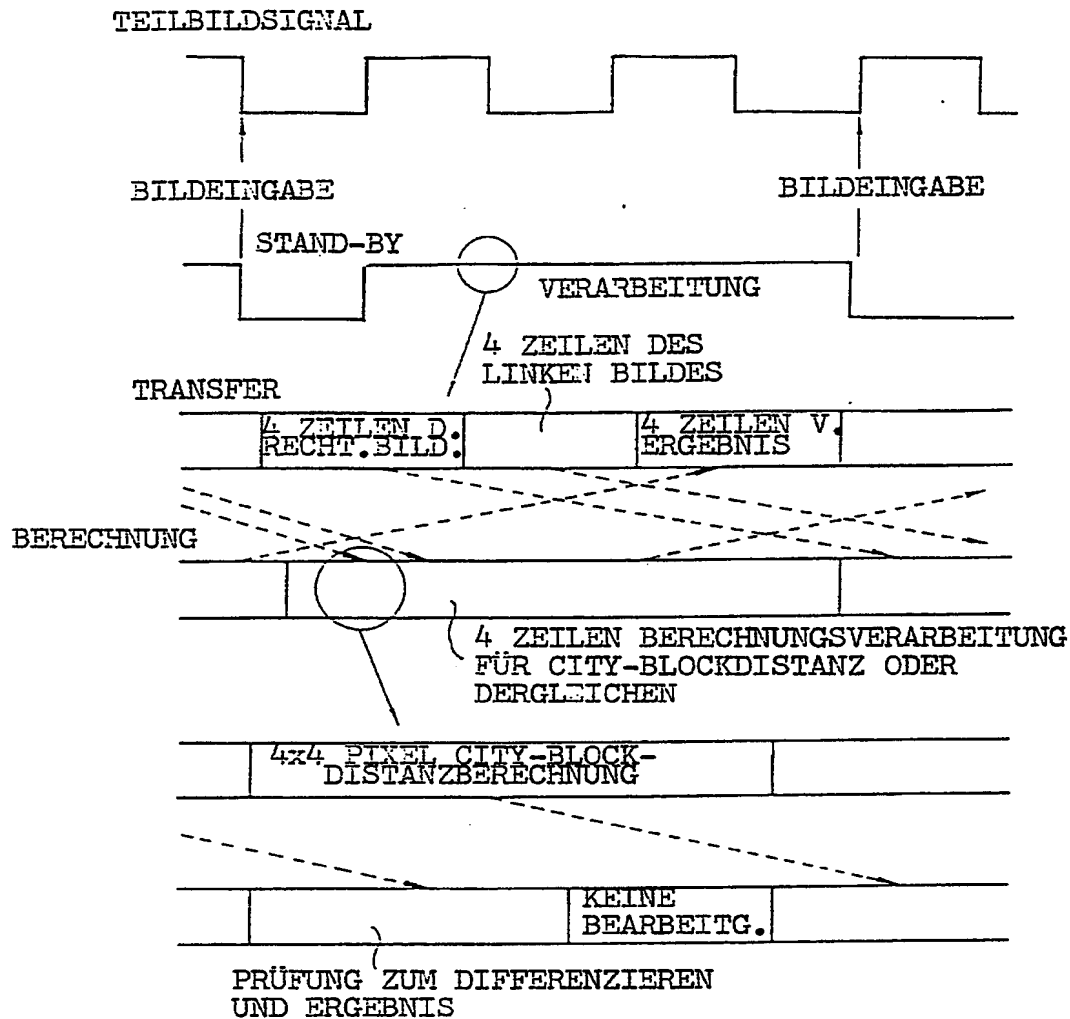 TEILBILDSIGNAL
BILDEINGABE
BILDEINGABE
STAND-BY
VERARBEITUNG
4 ZEILEN DES
LINKEN BILDES
TRANSFER
4 ZEILEN D.
RECHT.BILD.
4 ZEILEN V.
ERGEBNIS
BERECHNUNG
4 ZEILEN BERECHNUNGSVERARBEITUNG
FÜR CITY-BLOCKDISTANZ ODER
DERGLEICHEN
4x4 PIXEL CITY-BLOCK-
DISTANZBERECHNUNG
KEINE
BEARBEITG.
PRÜFUNG ZUM DIFFERENZIEREN
UND ERGEBNIS